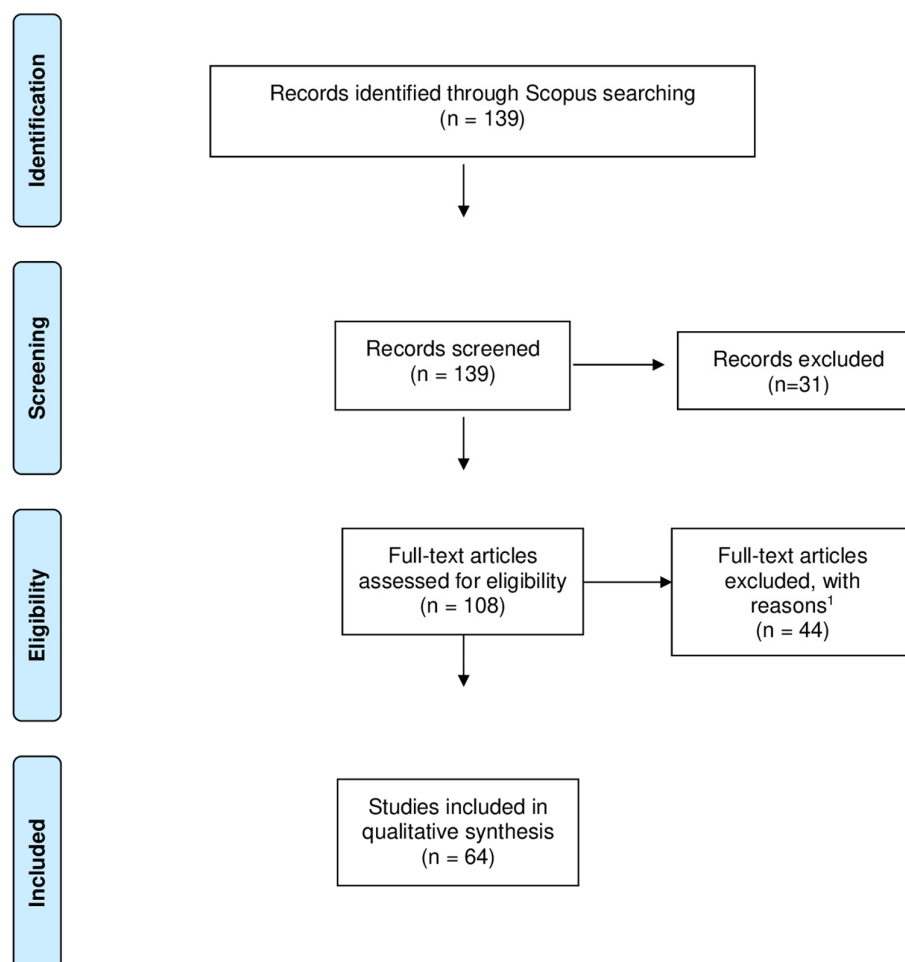 Identification
Records identified through Scopus searching
(n = 139)
Screening
Records screened
(n = 139)
Records excluded
(n=31)
Eligibility
Full-text articles
assessed for eligibility
(n = 108)
Full-text articles
excluded, with
reasons¹
(n = 44)
Included
Studies included in
qualitative synthesis
(n = 64)